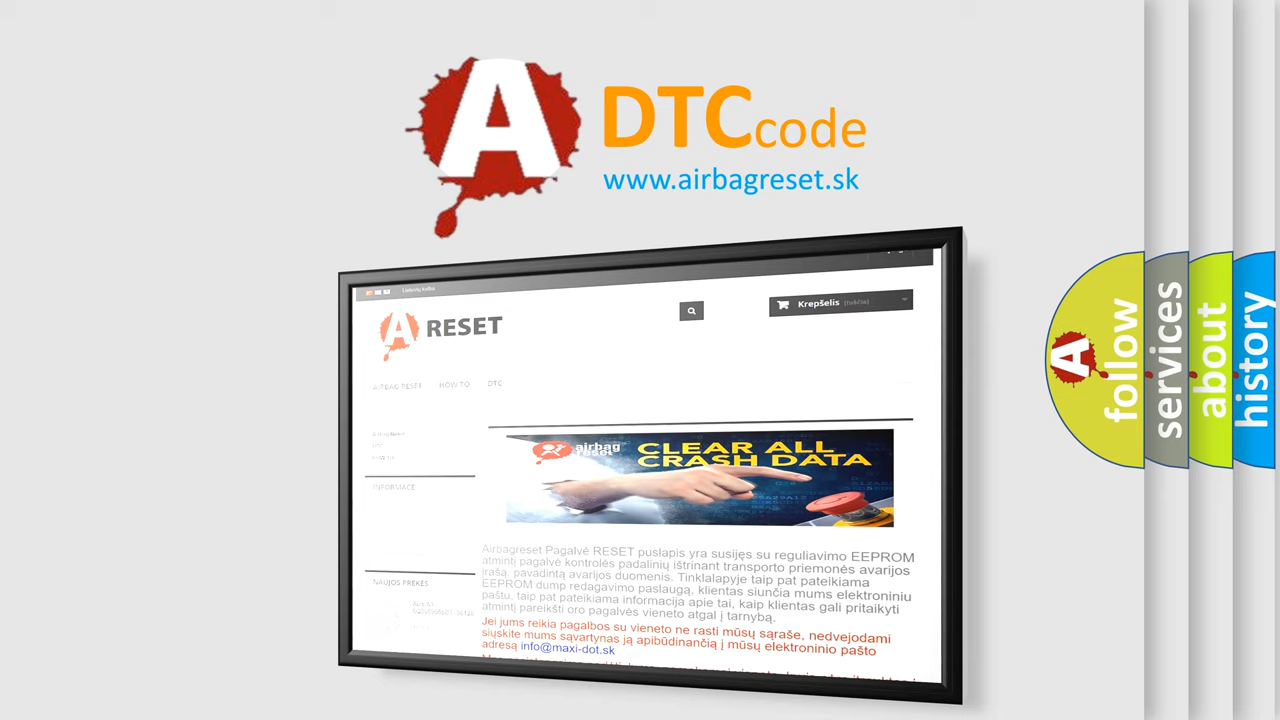 A
DTCcode
www.airbagreset.sk
Lietuvių kalba
A RESET
Krepšelis (tuščia)
AIRBAG RESET HOW TO DTC
INFORMACE
airbag
reset
CLEAR ALL
CRASH DATA
Airbagreset Pagalvė RESET puslapis yra susijęs su reguliavimo EEPROM
atmintį pagalvė kontrolės padalinių ištrinant transporto priemonės avarijos
įrašą, pavadintą avarijos duomenis. Tinklalapyje taip pat pateikiama
EEPROM dump redagavimo paslaugą, klientas siunčia mums elektroniniu
paštu, taip pat pateikiama informacija apie tai, kaip klientas gali pritaikyti
atmintį pareikšti oro pagalvės vieneto atgal į tarnybą.
Jei jums reikia pagalbos su vieneto ne rasti mūsų sąraše, nedvejodami
siųskite mums sąvartynas ją apibūdinančią į mūsų elektroninio pašto
adresą info@maxi-dot.sk
NAUJOS PREKĖS
A
follow
services
about
history